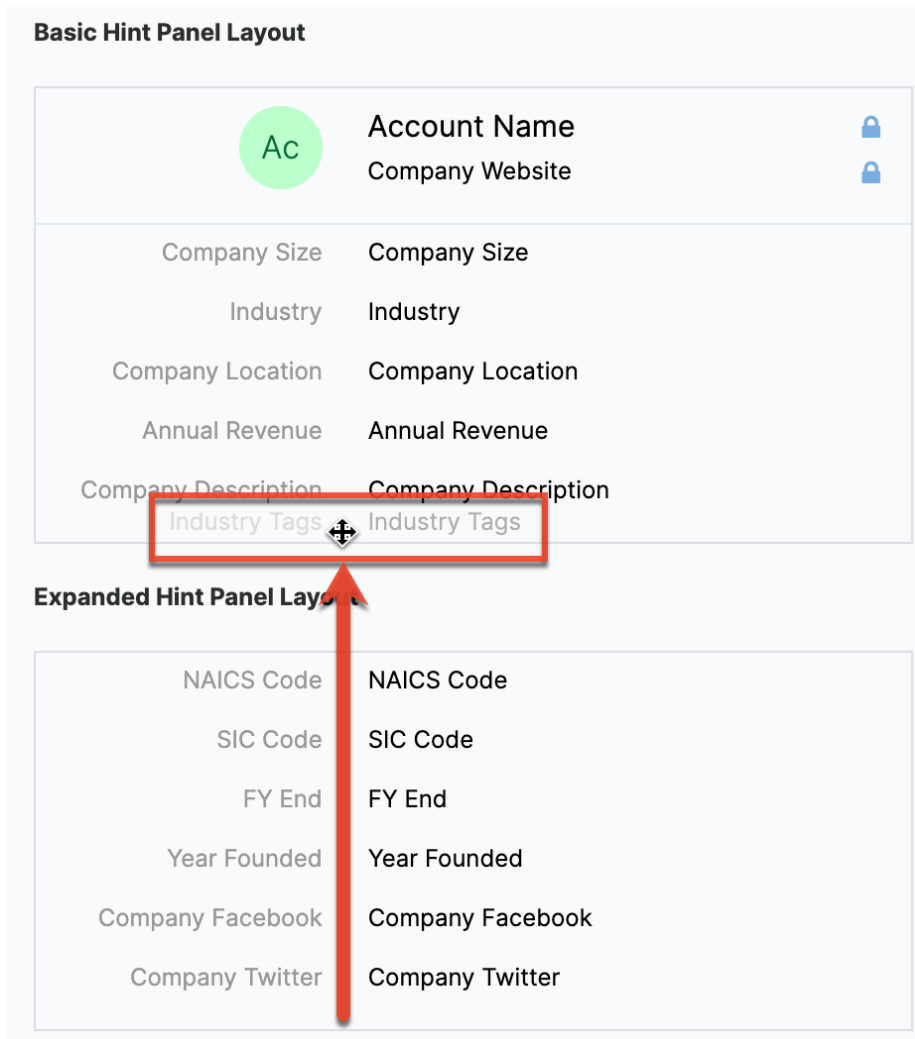 Basic Hint Panel Layout
Ac
Account Name
Company Website
Company Size Company Size
Industry Industry
Company Location Company Location
Annual Revenue Annual Revenue
Company Description Company Description
Industry Tags Industry Tags
Expanded Hint Panel Layout
NAICS Code NAICS Code
SIC Code SIC Code
FY End FY End
Year Founded Year Founded
Company Facebook Company Facebook
Company Twitter Company Twitter